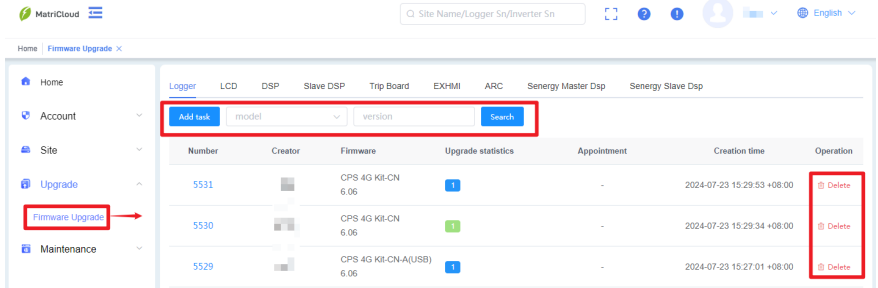 MatriCloud
Site Name/Logger Sn/Inverter Sn
English
Home Firmware Upgrade ×
Home
Account
Site
Upgrade
Firmware Upgrade
Maintenance
Logger LCD DSP Slave DSP Trip Board EXHMI ARC Senergy Master Dsp Senergy Slave Dsp
Add task model version Search
Number Creator Firmware Upgrade statistics Appointment Creation time Operation
5531 CPS 4G Kit-CN 6.06 1 - 2024-07-23 15:29:53 +08:00 Delete
5530 CPS 4G Kit-CN 6.06 1 - 2024-07-23 15:29:34 +08:00 Delete
5529 CPS 4G Kit-CN-A(USB) 6.06 1 - 2024-07-23 15:27:01 +08:00 Delete